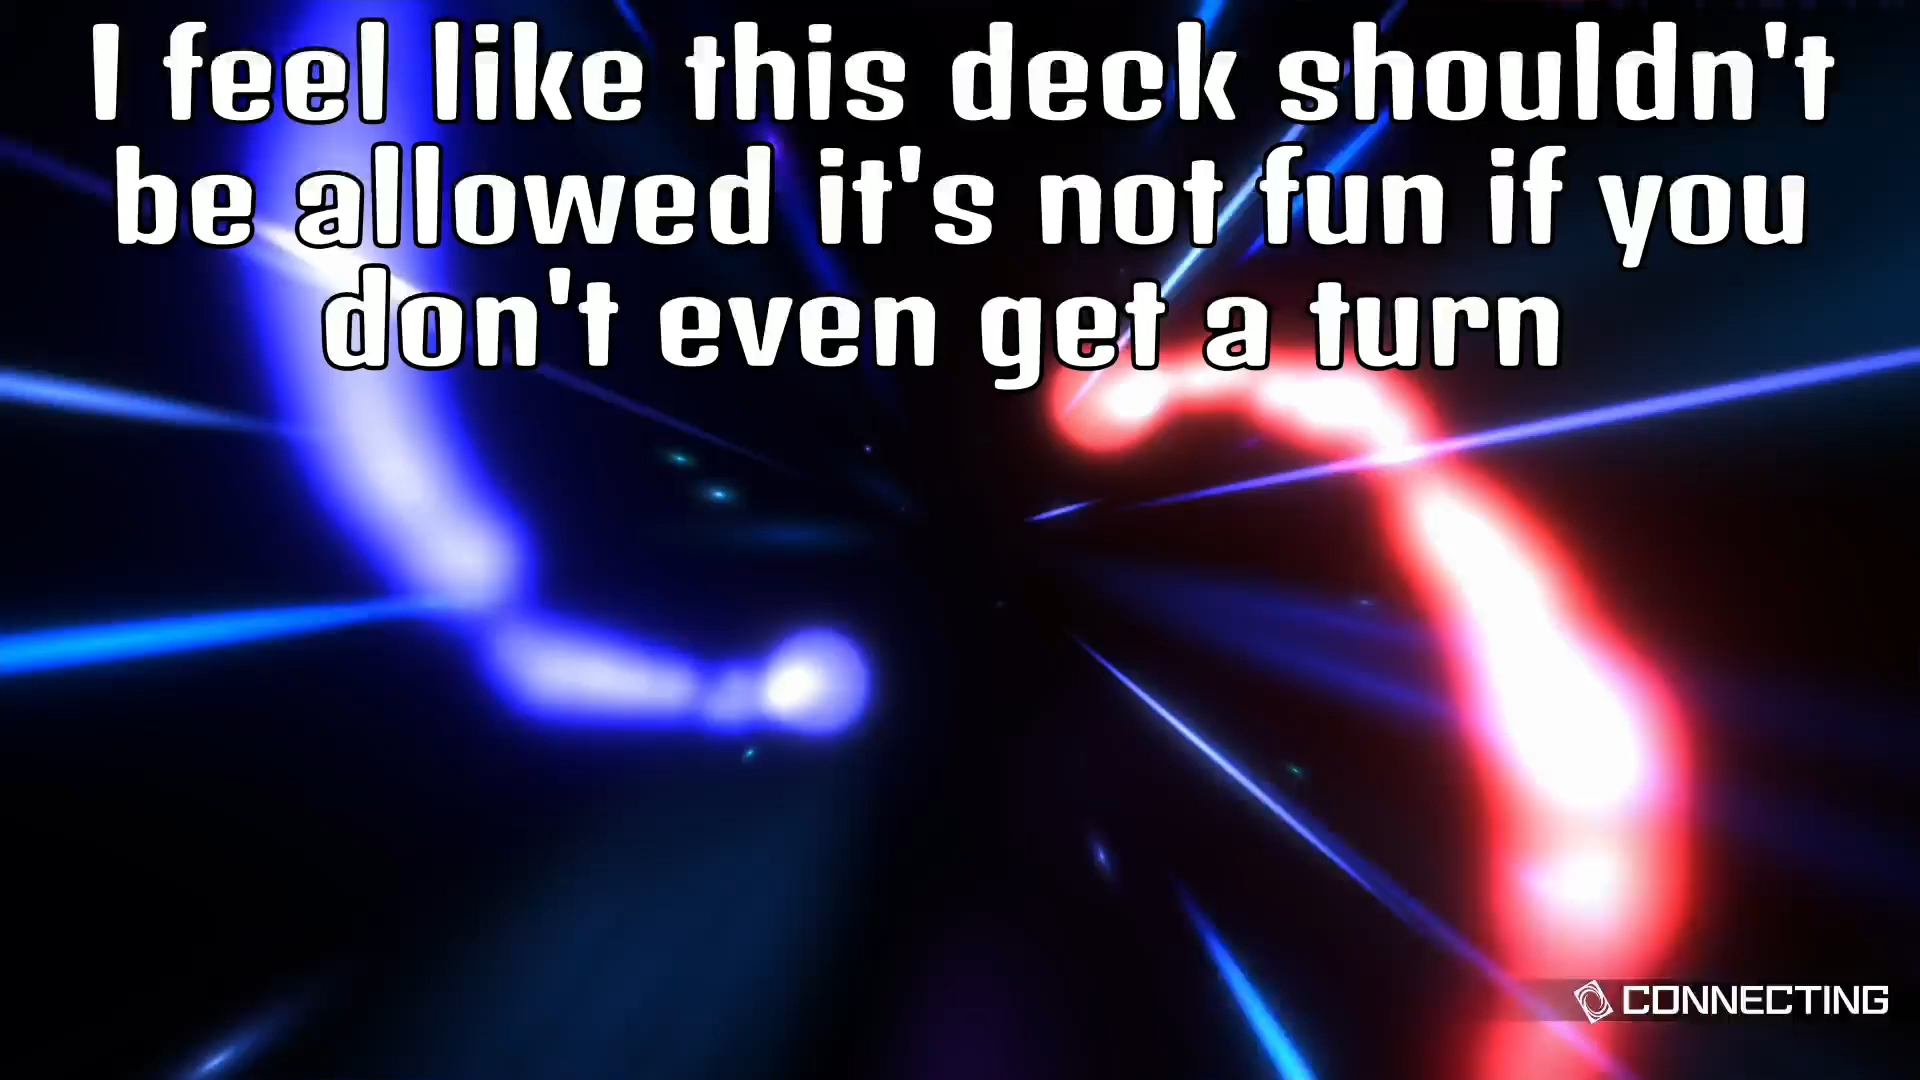 I feel like this deck shouldn't
be allowed it's not fun if you
don't even get a turn
CONNECTING